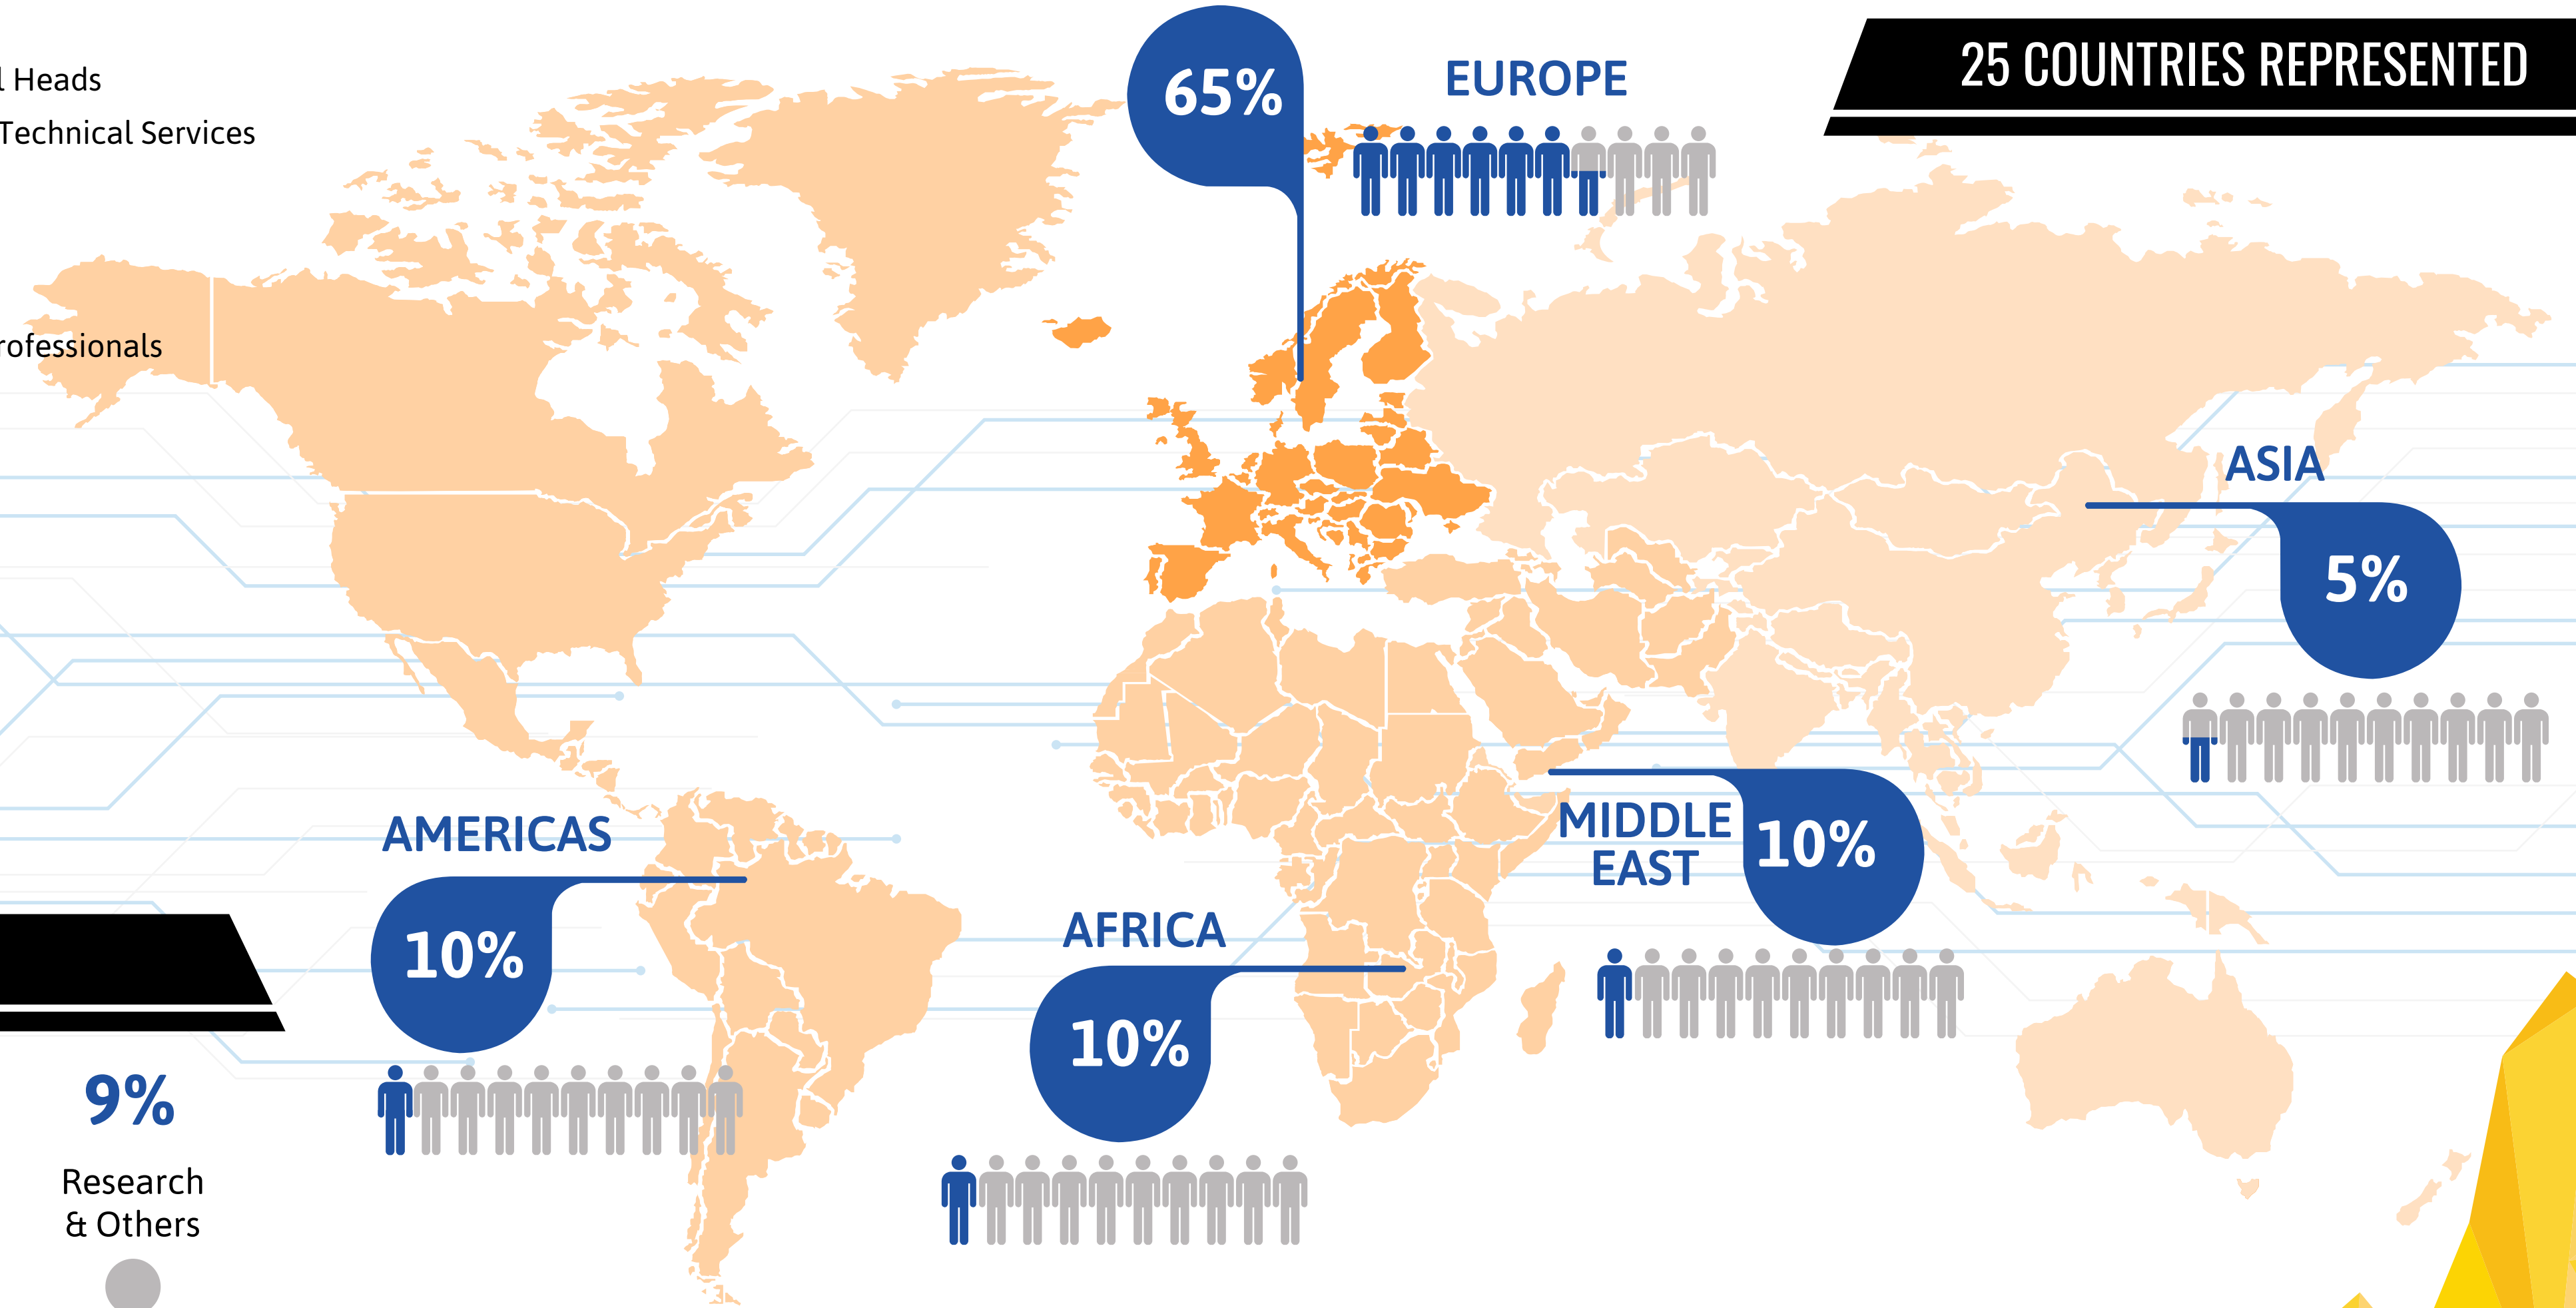 25 COUNTRIES REPRESENTED
Heads
Technical Services
65%
EUROPE
ASIA
5%
AMERICAS
10%
AFRICA
10%
MIDDLE
EAST
10%
9%
Research
& Others